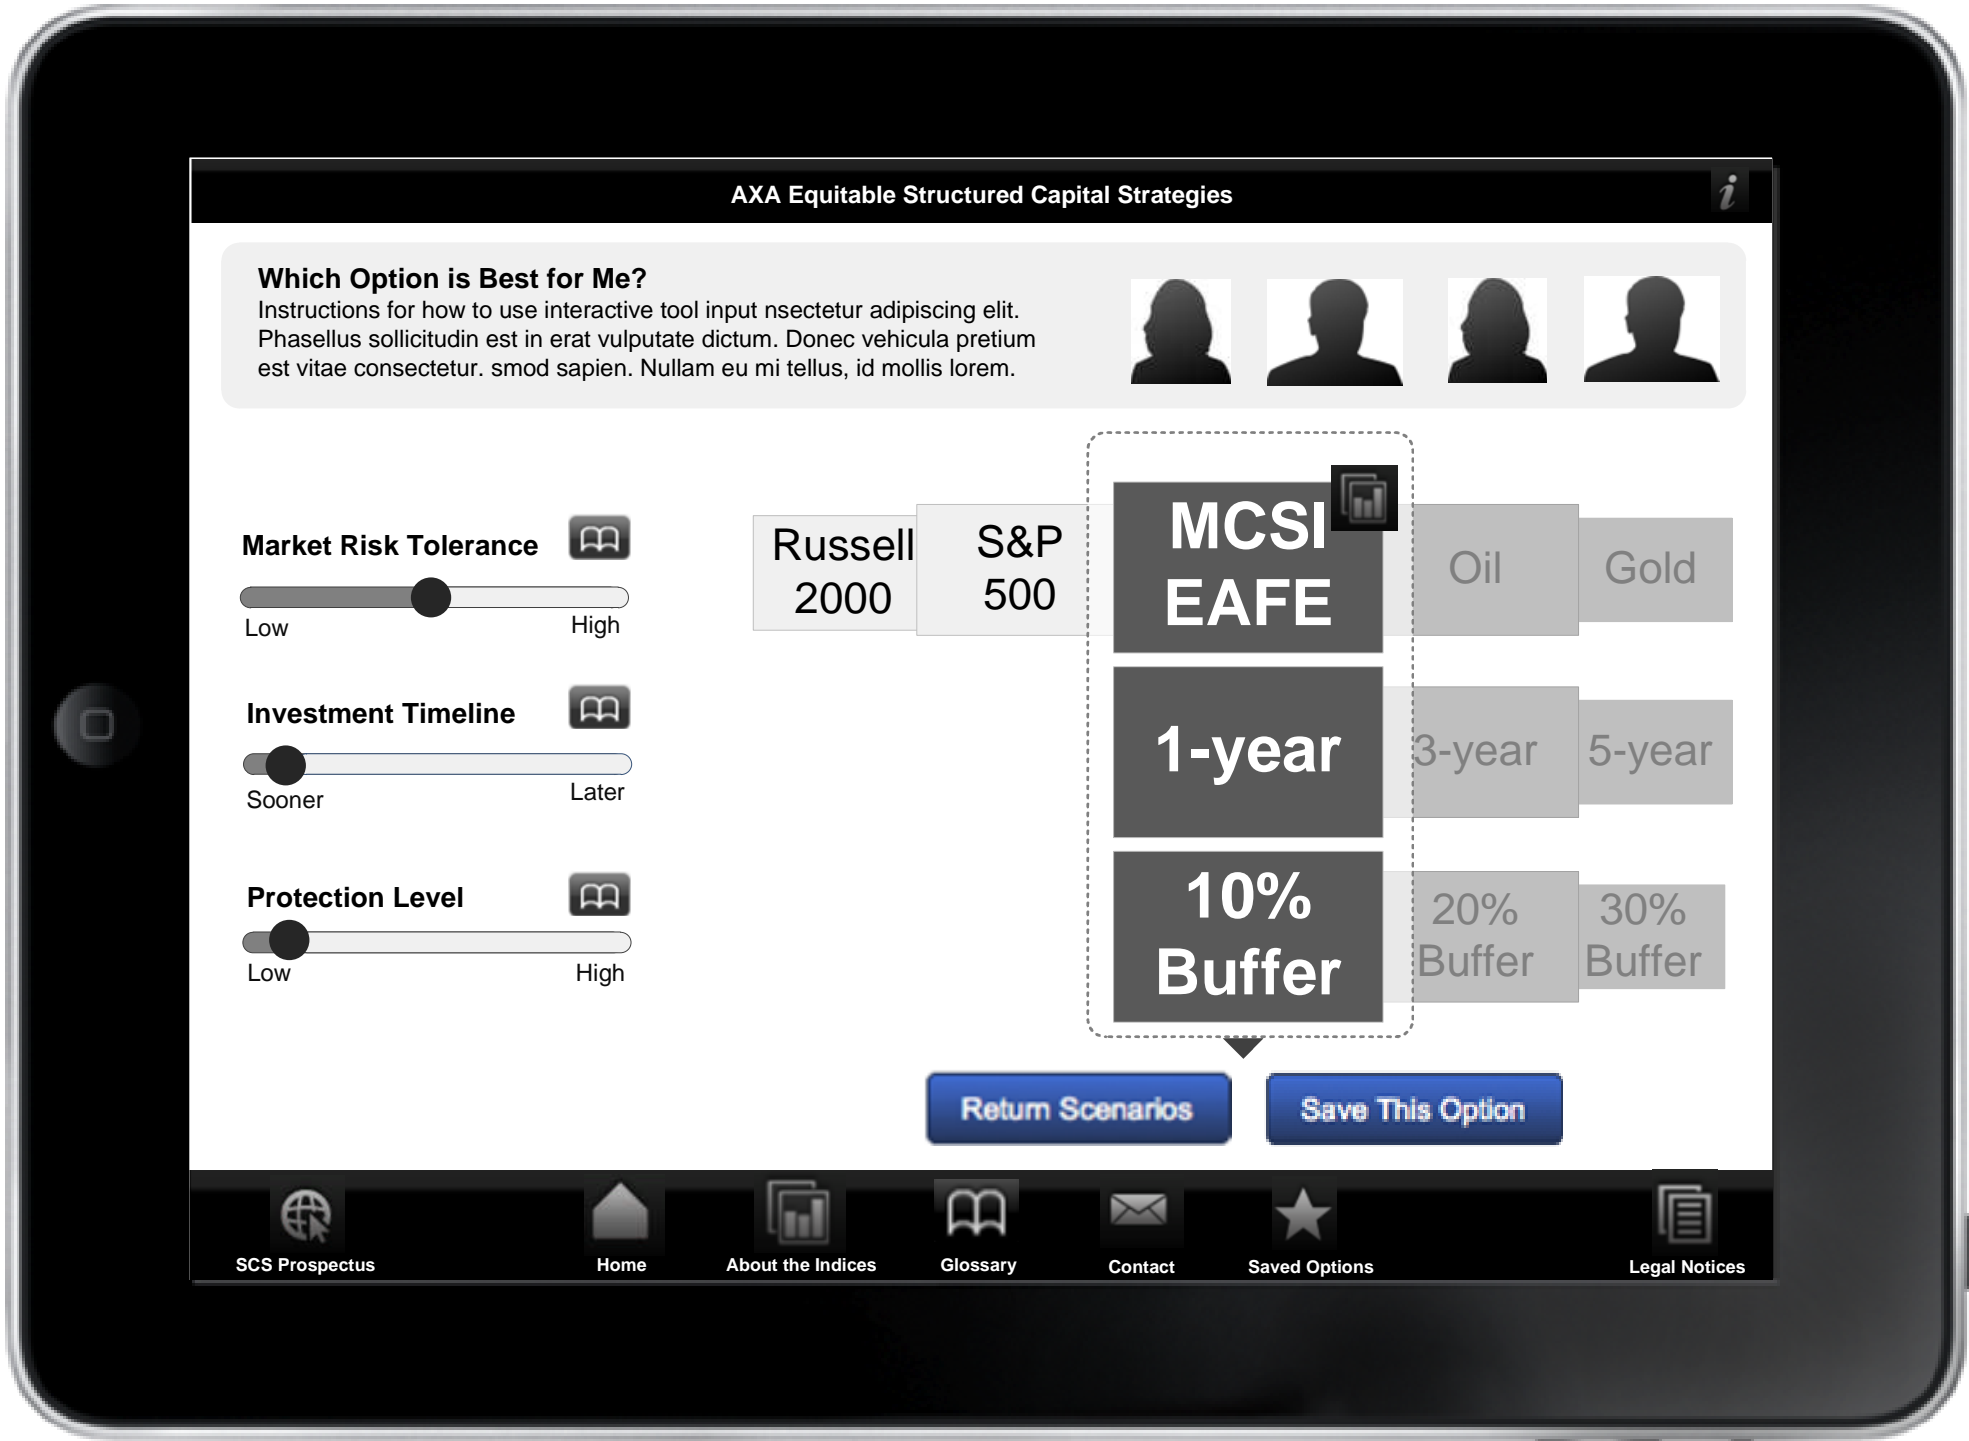 AXA Equitable Structured Capital Strategies
i
Which Option is Best for Me?
Instructions for how to use interactive tool input nsectetur adipiscing elit.
Phasellus sollicitudin est in erat vulputate dictum. Donec vehicula pretium
est vitae consectetur. smod sapien. Nullam eu mi tellus, id mollis lorem.
Market Risk Tolerance
Low
High
Investment Timeline
Sooner
Later
Protection Level
Low
High
Russell
2000
S&P
500
MCSI
EAFE
Oil
Gold
1-year
3-year
5-year
10%
Buffer
20%
Buffer
30%
Buffer
Return Scenarios
Save This Option
SCS Prospectus
Home
About the Indices
Glossary
Contact
Saved Options
Legal Notices